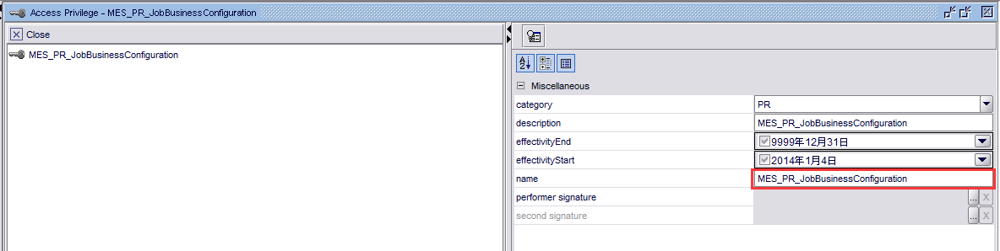 Access Privilege - MES_PR_JobBusinessConfiguration
Close
MES_PR_JobBusinessConfiguration
Miscellaneous
category PR
description MES_PR_JobBusinessConfiguration
effectivityEnd 9999年12月31日
effectivityStart 2014年1月4日
name MES_PR_JobBusinessConfiguration
performer signature ... X
second signature ... X